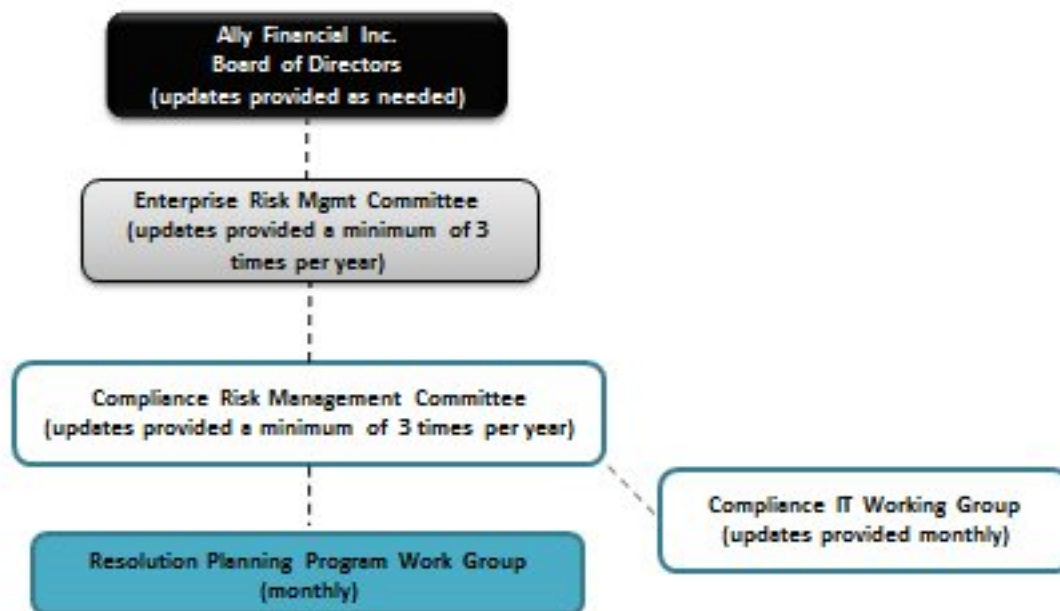 Ally Financial Inc.
Board of Directors
(updates provided as needed)
Enterprise Risk Mgmt Committee
(updates provided a minimum of 3
times per year)
Compliance Risk Management Committee
(updates provided a minimum of 3 times per year)
Compliance IT Working Group
(updates provided monthly)
Resolution Planning Program Work Group
(monthly)